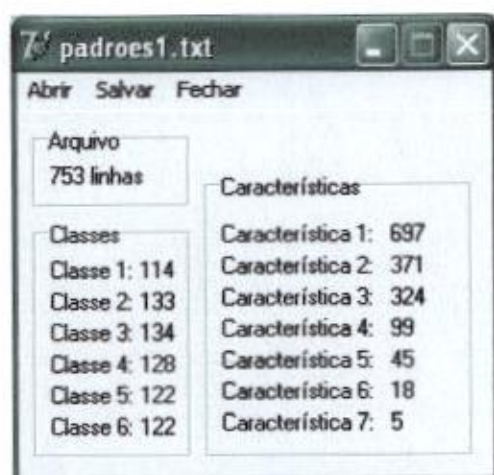 padroes1.txt
Abrir Salvar Fechar
Arquivo
753 linhas
Classes
Classe 1: 114
Classe 2: 133
Classe 3: 134
Classe 4: 128
Classe 5: 122
Classe 6: 122
Características
Característica 1: 697
Característica 2: 371
Característica 3: 324
Característica 4: 99
Característica 5: 45
Característica 6: 18
Característica 7: 5